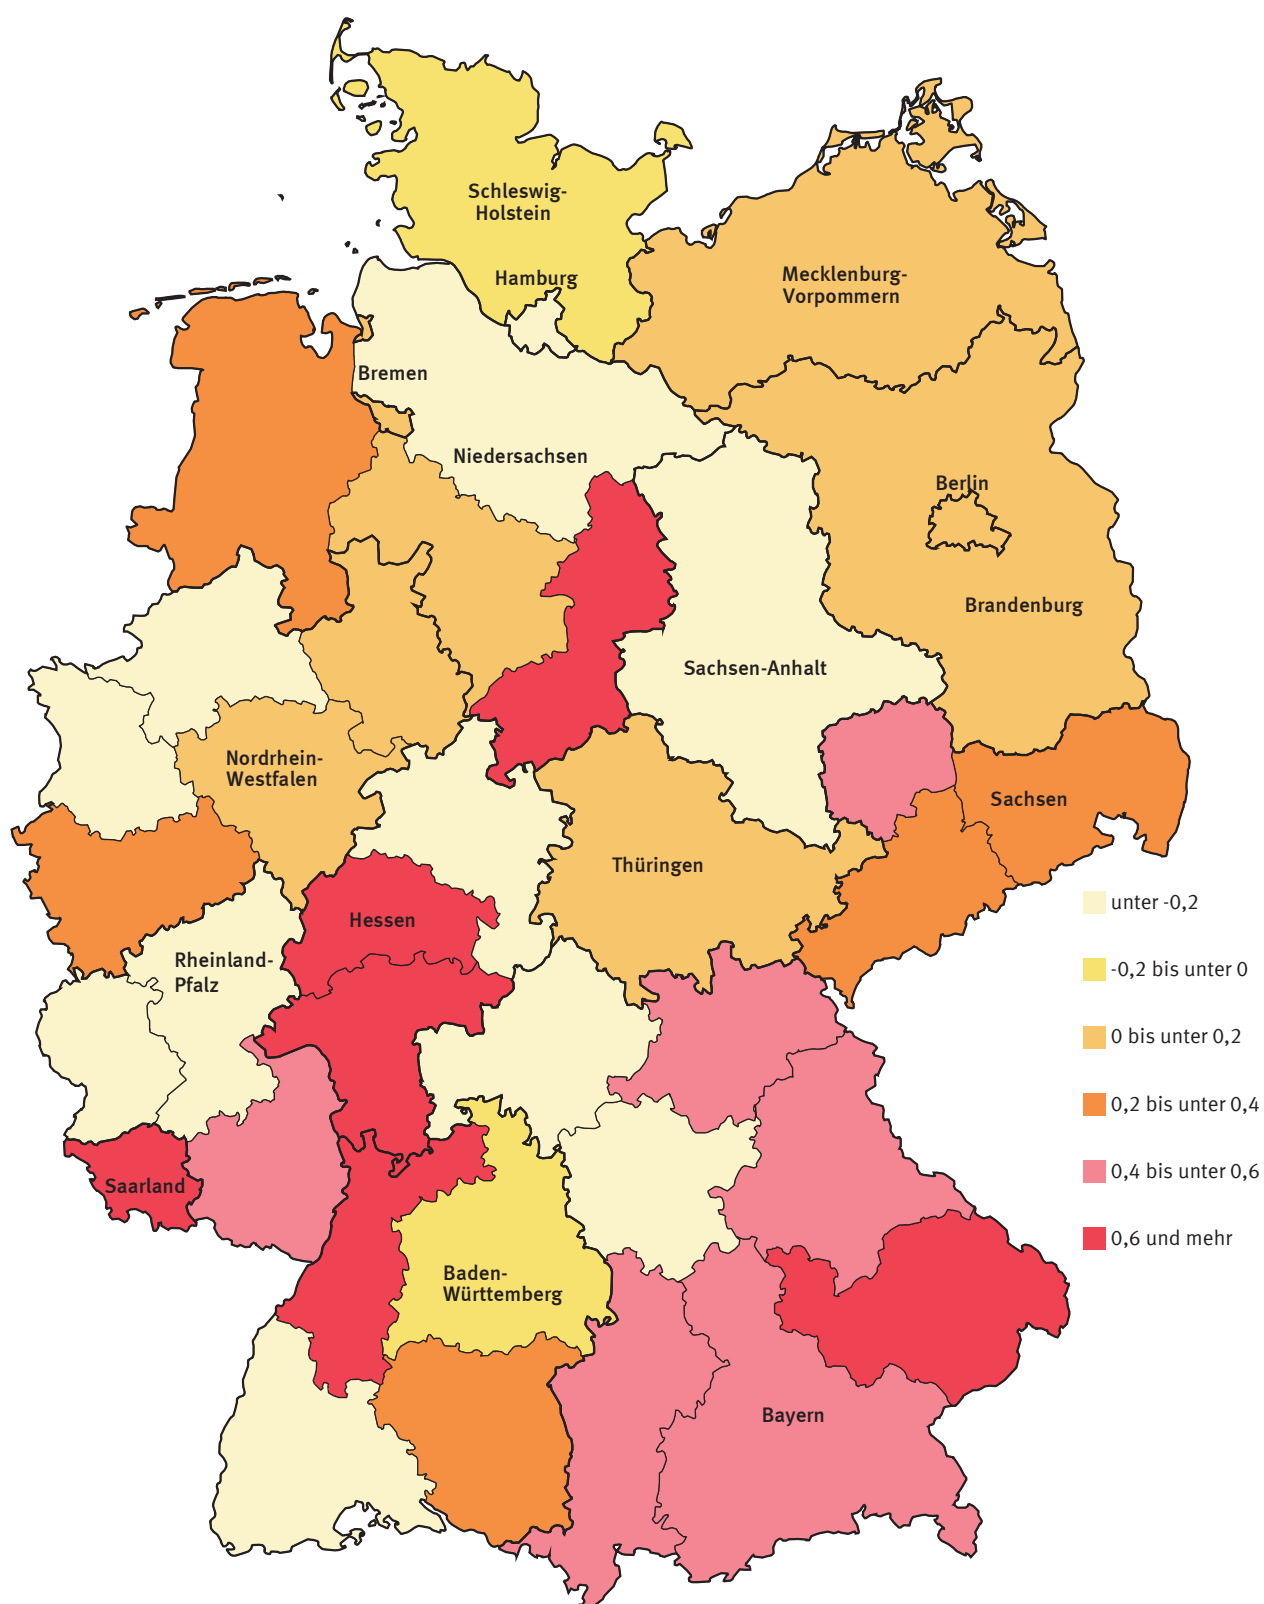 Schleswig-
Holstein
Hamburg
Mecklenburg-
Vorpommern
Bremen
Niedersachsen
Berlin
Brandenburg
Sachsen-Anhalt
Nordrhein-
Westfalen
Sachsen
Thüringen
Hessen
Rheinland-
Pfalz
Saarland
Baden-
Württemberg
Bayern
unter -0,2
-0,2 bis unter 0
0 bis unter 0,2
0,2 bis unter 0,4
0,4 bis unter 0,6
0,6 und mehr